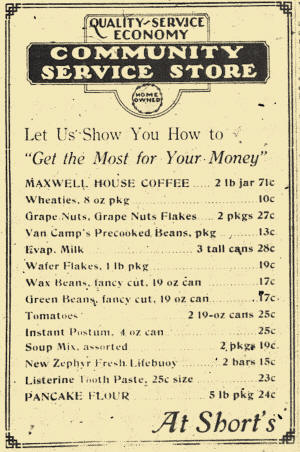 QUALITY-SERVICE
ECONOMY
COMMUNITY
SERVICE STORE
HOME
OWNED
Let Us Show You How to
"Get the Most for Your Money"
MAXWELL HOUSE COFFEE ..... 2 lb jar 71c
Wheaties, 8 oz pkg ..... 10c
Grape Nuts, Grape Nuts Flakes ..... 2 pkgs 27c
Van Camp's Precooked Beans, pkg ..... 13c
Evap. Milk ..... 3 tall cans 28c
Wafer Flakes, 1 lb pkg ..... 19c
Wax Beans, fancy cut, 19 oz can ..... 17c
Green Beans, fancy cut, 19 oz can ..... 17c
Tomatoes ..... 2 19-oz cans 25c
Instant Postum, 4 oz can ..... 25c
Soup Mix, assorted ..... 2 pkgs 19c
New Zephyr Fresh Lifebuoy ..... 2 bars 15c
Listerine Tooth Paste, 25c size ..... 23c
PANCAKE FLOUR ..... 5 lb pkg 24c
At Short's